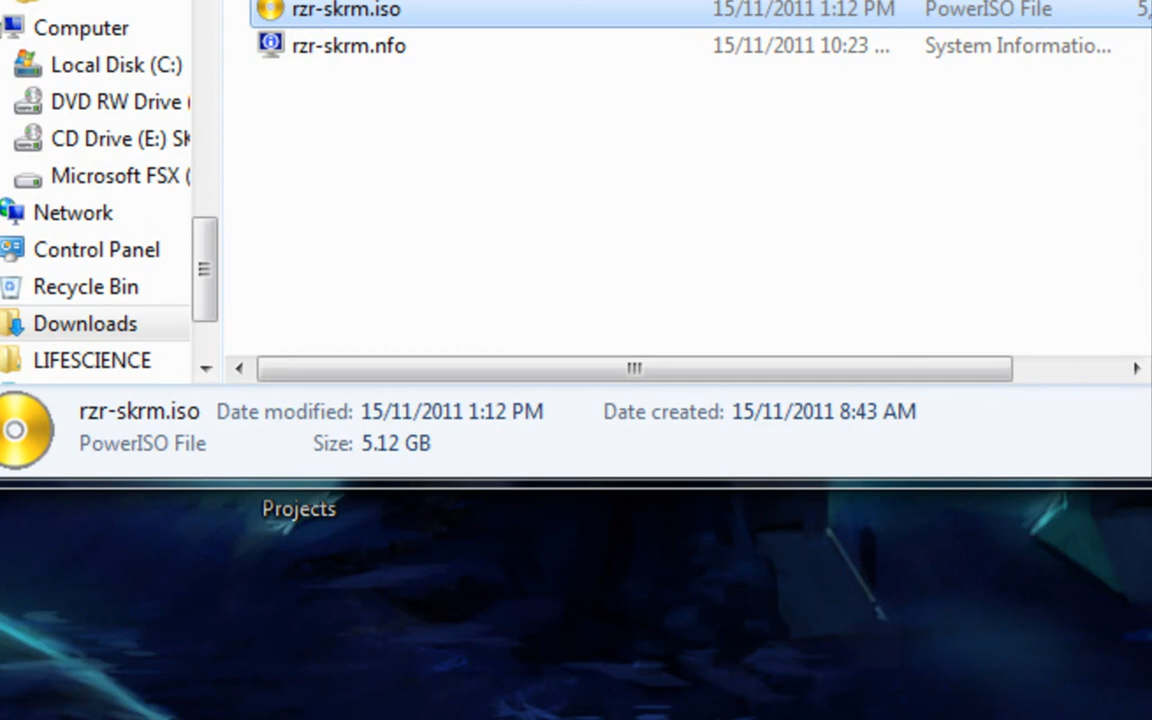 rzr-skrm.iso 15/11/2011 1:12 PM PowerISO File 5,
Computer
rzr-skrm.nfo 15/11/2011 10:23 ... System Informatio...
Local Disk (C:)
DVD RW Drive (
CD Drive (E:) SK
Microsoft FSX (
Network
Control Panel
Recycle Bin
Downloads
LIFESCIENCE
rzr-skrm.iso Date modified: 15/11/2011 1:12 PM Date created: 15/11/2011 8:43 AM
PowerISO File Size: 5.12 GB
Projects